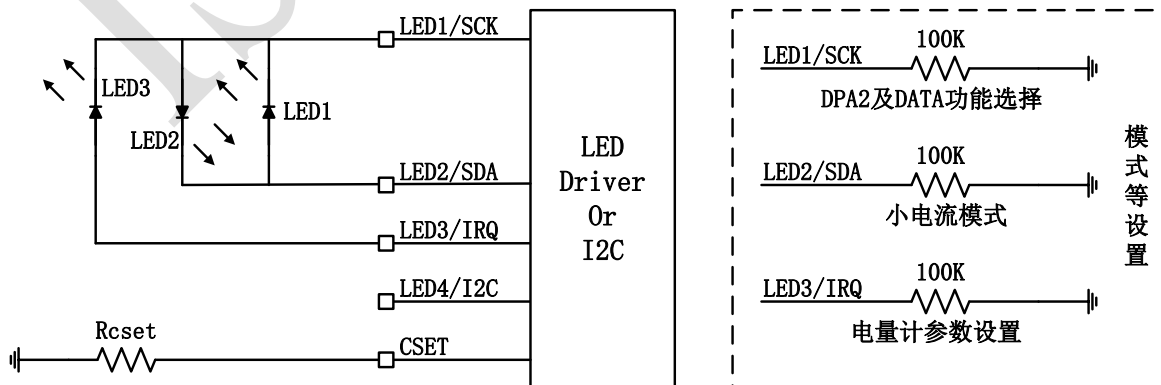 LED1/SCK
LED3
LED2
LED1
LED2/SDA
LED3/IRQ
LED4/I2C
Rcset
CSET
LED
Driver
Or
I2C
LED1/SCK
100K
DPA2及DATA功能选择
LED2/SDA
100K
小电流模式
LED3/IRQ
100K
电量计参数设置
模式等设置